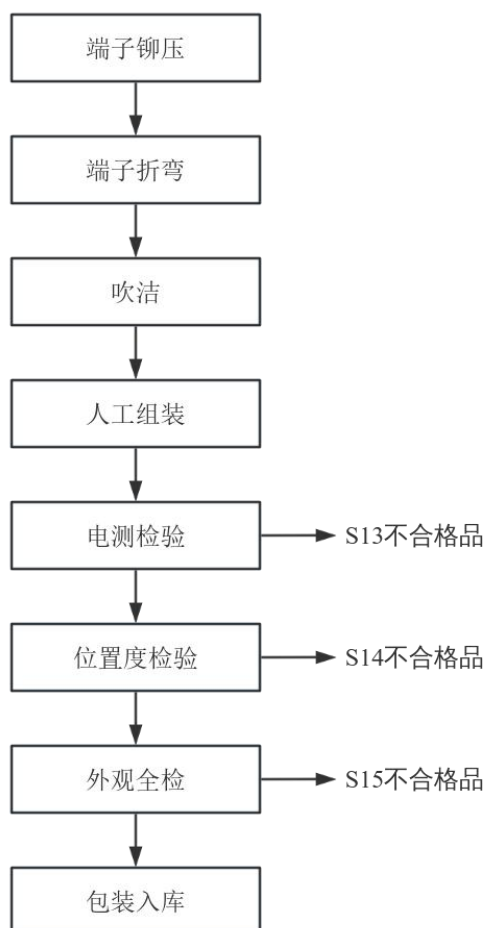 端子铆压
端子折弯
吹洁
人工组装
电测检验
S13不合格品
位置度检验
S14不合格品
外观全检
S15不合格品
包装入库